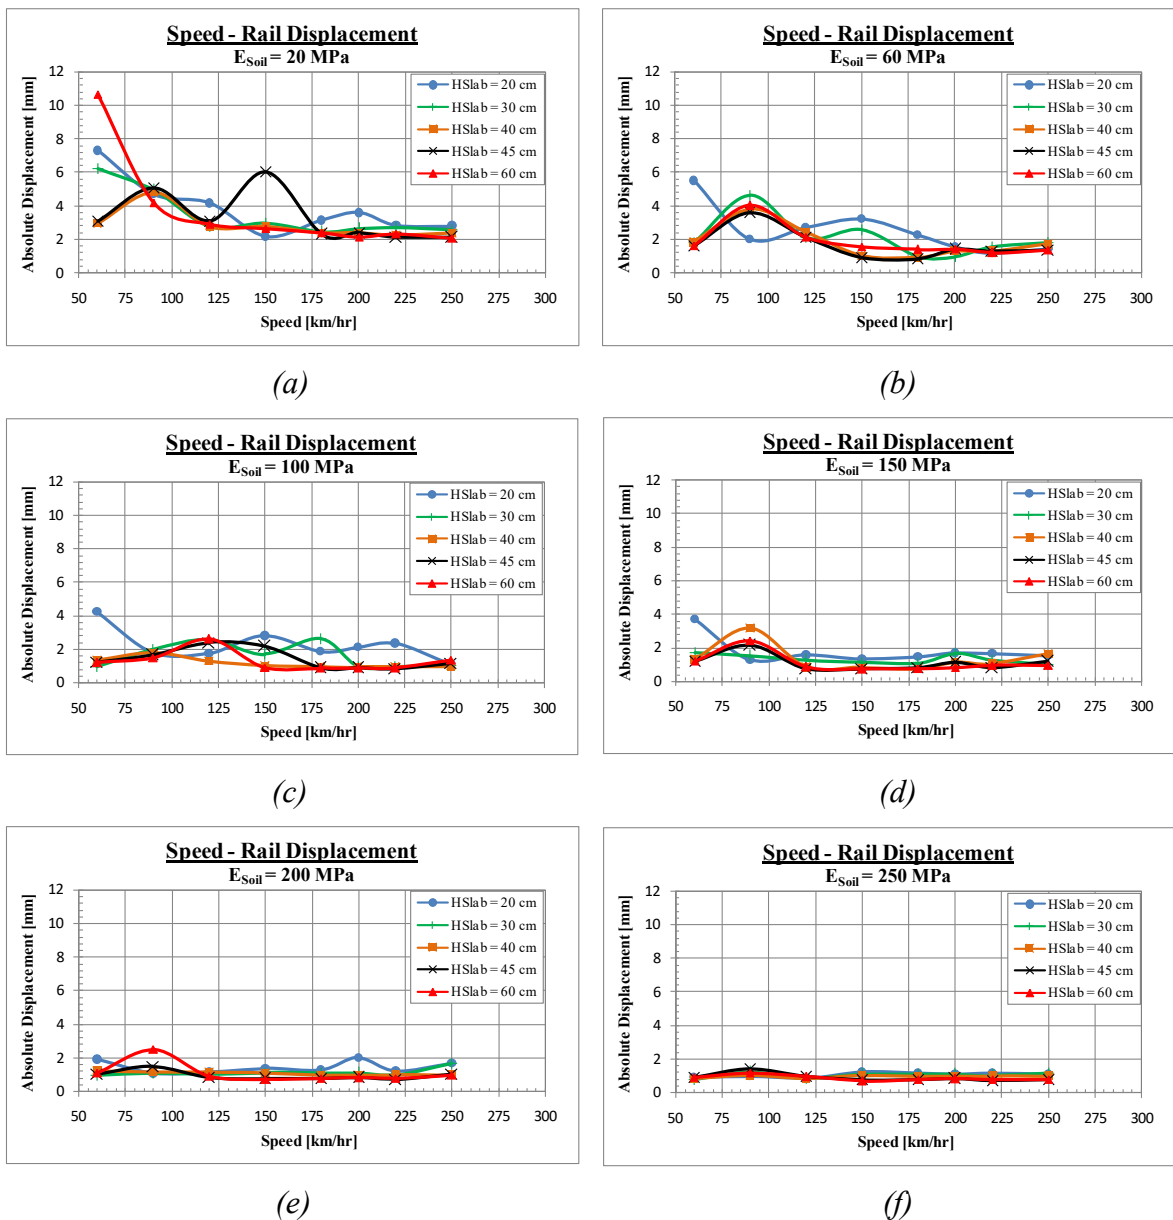 Speed - Rail Displacement
E Soil = 20 MPa
Absolute Displacement [mm]
12
10
8
6
4
2
0
50 75 100 125 150 175 200 225 250 275 300
Speed [km/hr]
HSlab = 20 cm
HSlab = 30 cm
HSlab = 40 cm
HSlab = 45 cm
HSlab = 60 cm
(a)
Speed - Rail Displacement
E Soil = 60 MPa
Absolute Displacement [mm]
12
10
8
6
4
2
0
50 75 100 125 150 175 200 225 250 275 300
Speed [km/hr]
HSlab = 20 cm
HSlab = 30 cm
HSlab = 40 cm
HSlab = 45 cm
HSlab = 60 cm
(b)
Speed - Rail Displacement
E Soil = 100 MPa
Absolute Displacement [mm]
12
10
8
6
4
2
0
50 75 100 125 150 175 200 225 250 275 300
Speed [km/hr]
HSlab = 20 cm
HSlab = 30 cm
HSlab = 40 cm
HSlab = 45 cm
HSlab = 60 cm
(c)
Speed - Rail Displacement
E Soil = 150 MPa
Absolute Displacement [mm]
12
10
8
6
4
2
0
50 75 100 125 150 175 200 225 250 275 300
Speed [km/hr]
HSlab = 20 cm
HSlab = 30 cm
HSlab = 40 cm
HSlab = 45 cm
HSlab = 60 cm
(d)
Speed - Rail Displacement
E Soil = 200 MPa
Absolute Displacement [mm]
12
10
8
6
4
2
0
50 75 100 125 150 175 200 225 250 275 300
Speed [km/hr]
HSlab = 20 cm
HSlab = 30 cm
HSlab = 40 cm
HSlab = 45 cm
HSlab = 60 cm
(e)
Speed - Rail Displacement
E Soil = 250 MPa
Absolute Displacement [mm]
12
10
8
6
4
2
0
50 75 100 125 150 175 200 225 250 275 300
Speed [km/hr]
HSlab = 20 cm
HSlab = 30 cm
HSlab = 40 cm
HSlab = 45 cm
HSlab = 60 cm
(f)